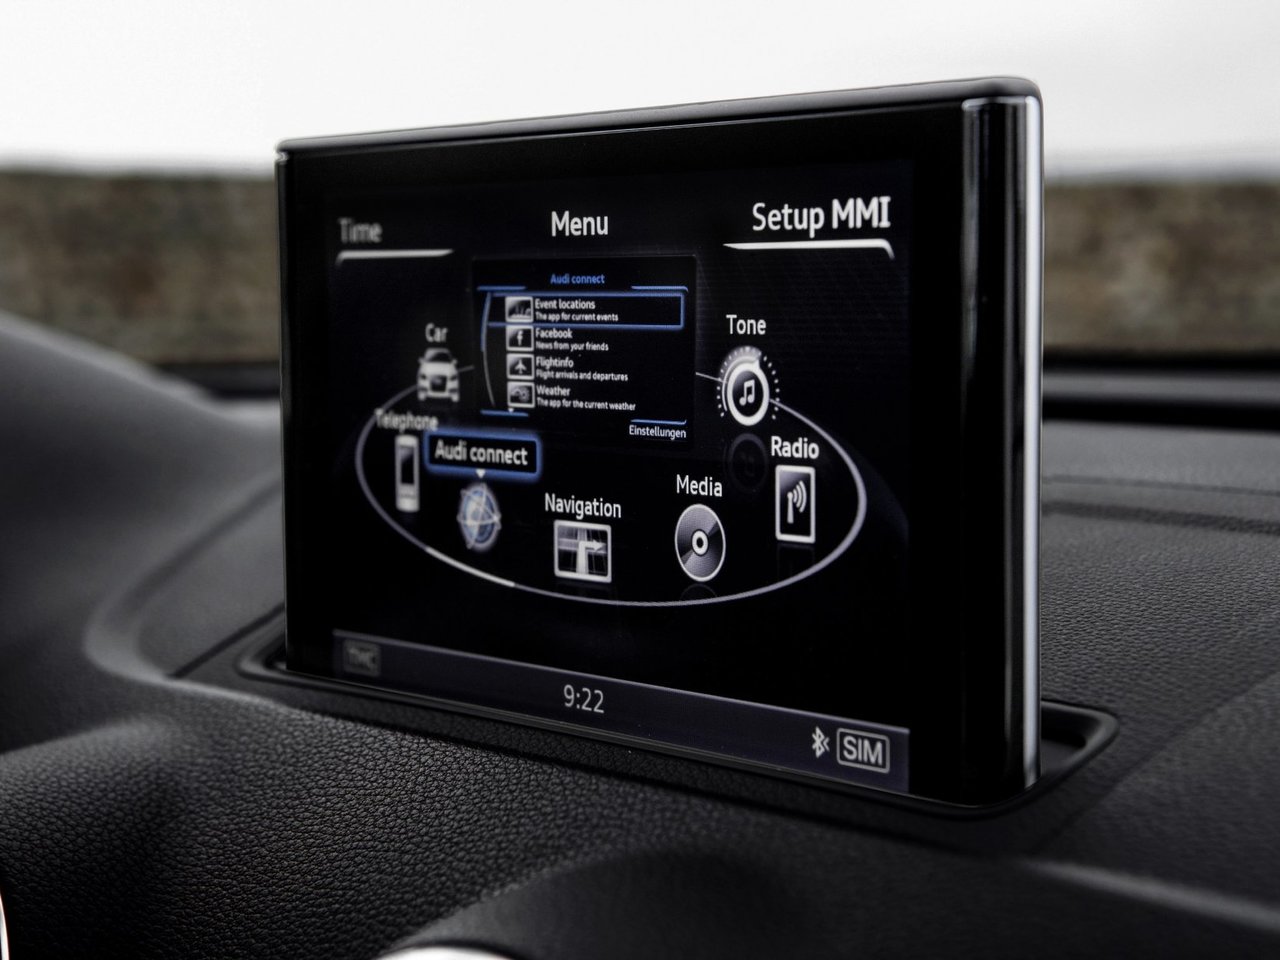 Time
Menu
Setup MMI
Audi connect
Event locations
The app for current events
Facebook
News from your friends
Flightinfo
Flight arrivals and departures
Weather
The app for the current weather
Einstellungen
Car
Tone
Telephone
Audi connect
Radio
Navigation
Media
TMC
9:22
SIM